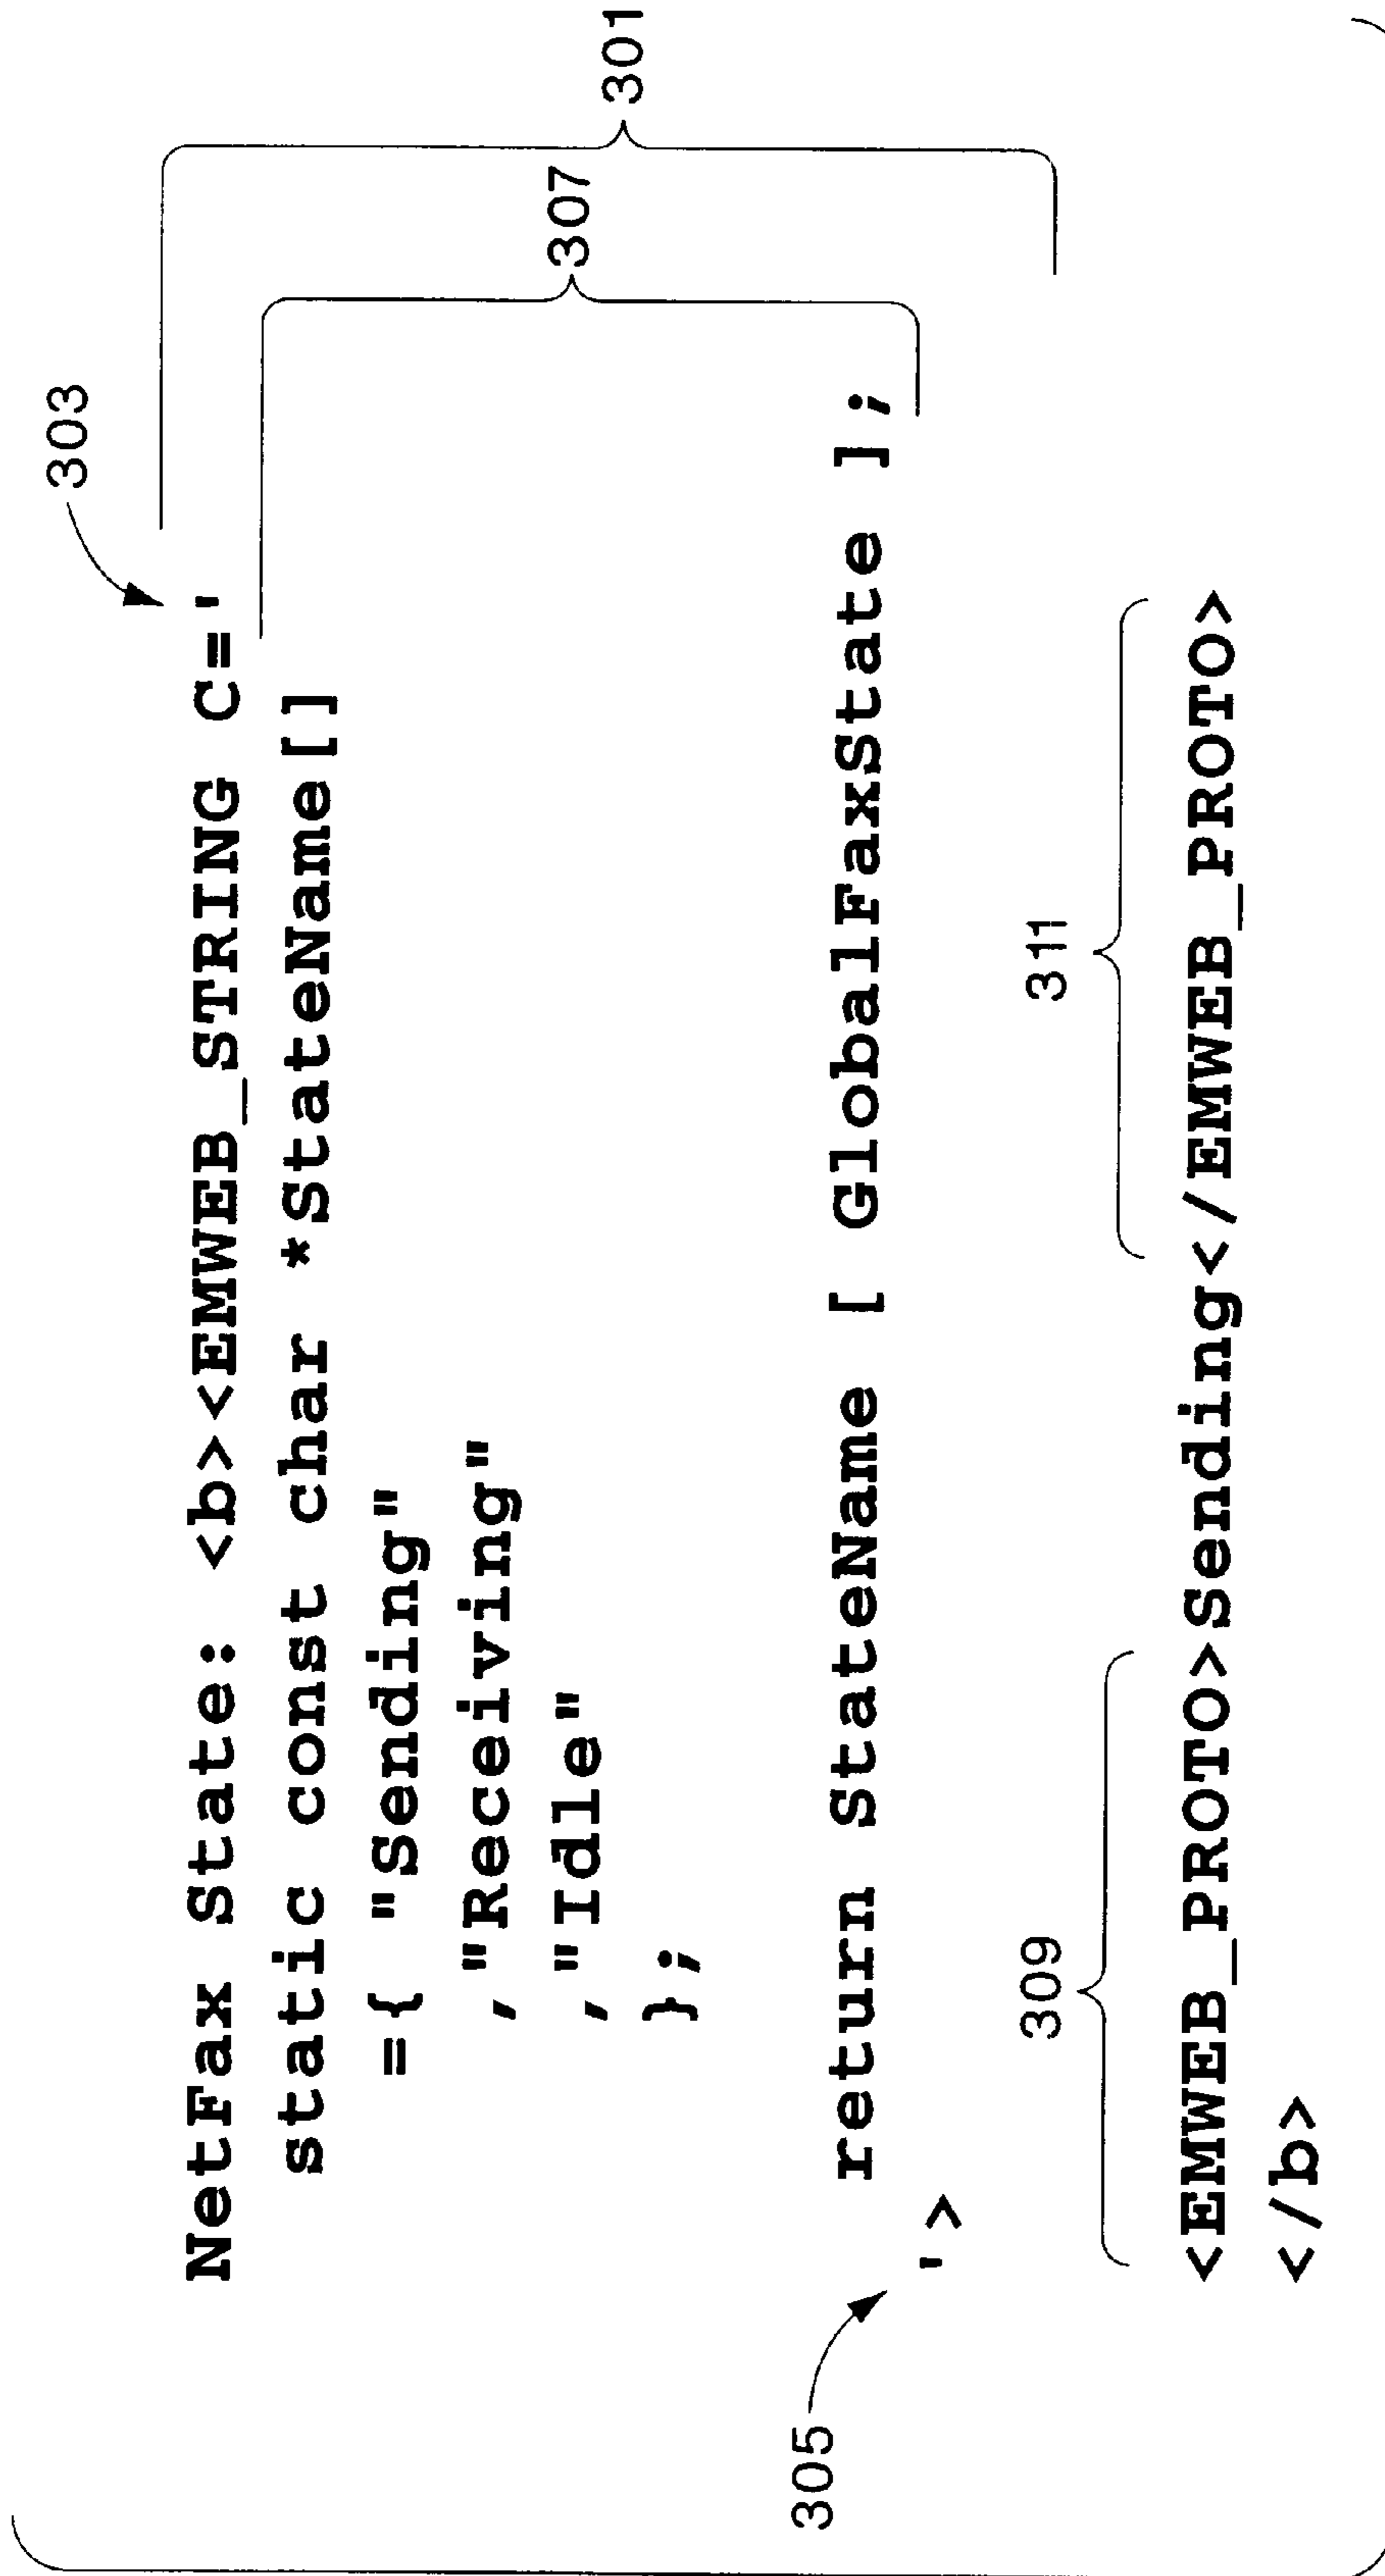 303
NetFax State: <b><EMWEB_STRING C='
static const char *StateName[]
={ "Sending"
,"Receiving"
,"Idle"
};
307
301
return StateName [ GlobalFaxState ];
305
'>
309
311
<EMWEB_PROTO>Sending</EMWEB_PROTO>
</b>